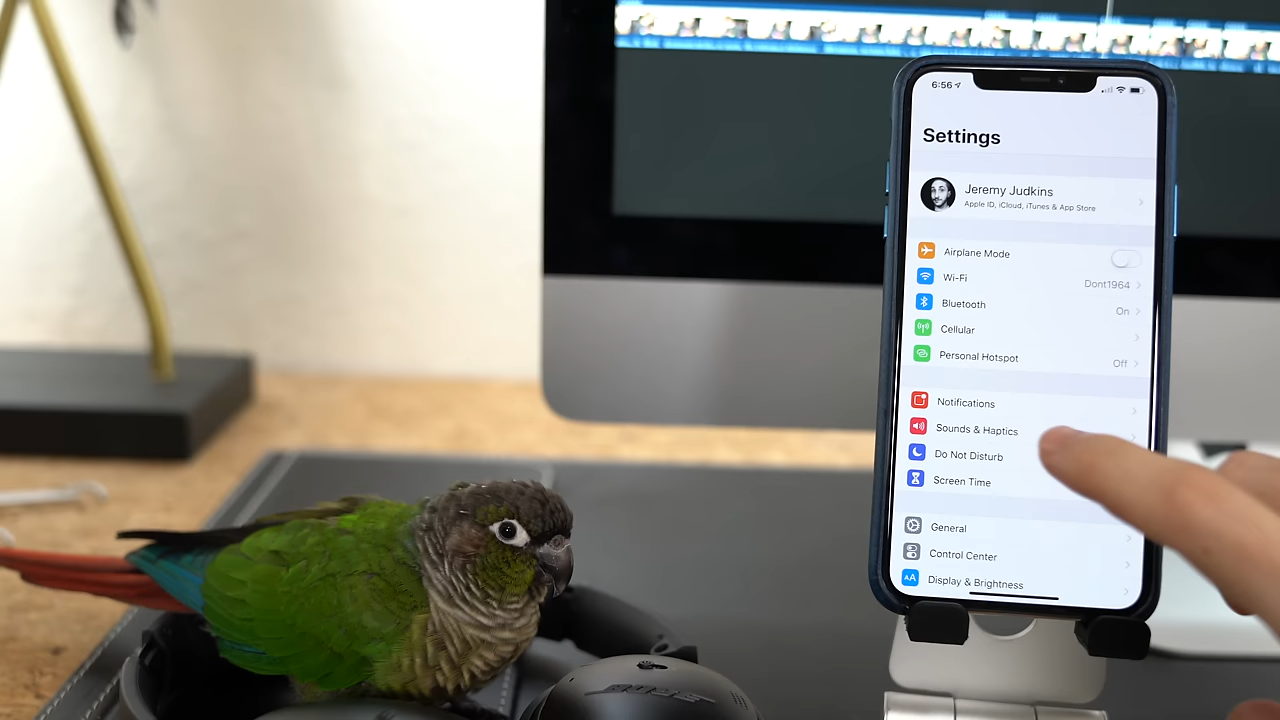 6:56
Settings
Jeremy Judkins
Apple ID, iCloud, iTunes & App Store
Airplane Mode
Wi-Fi
Dont1964
Bluetooth
On
Cellular
Personal Hotspot
Off
Notifications
Sounds & Haptics
Do Not Disturb
Screen Time
General
Control Center
AA
Display & Brightness
BOSE